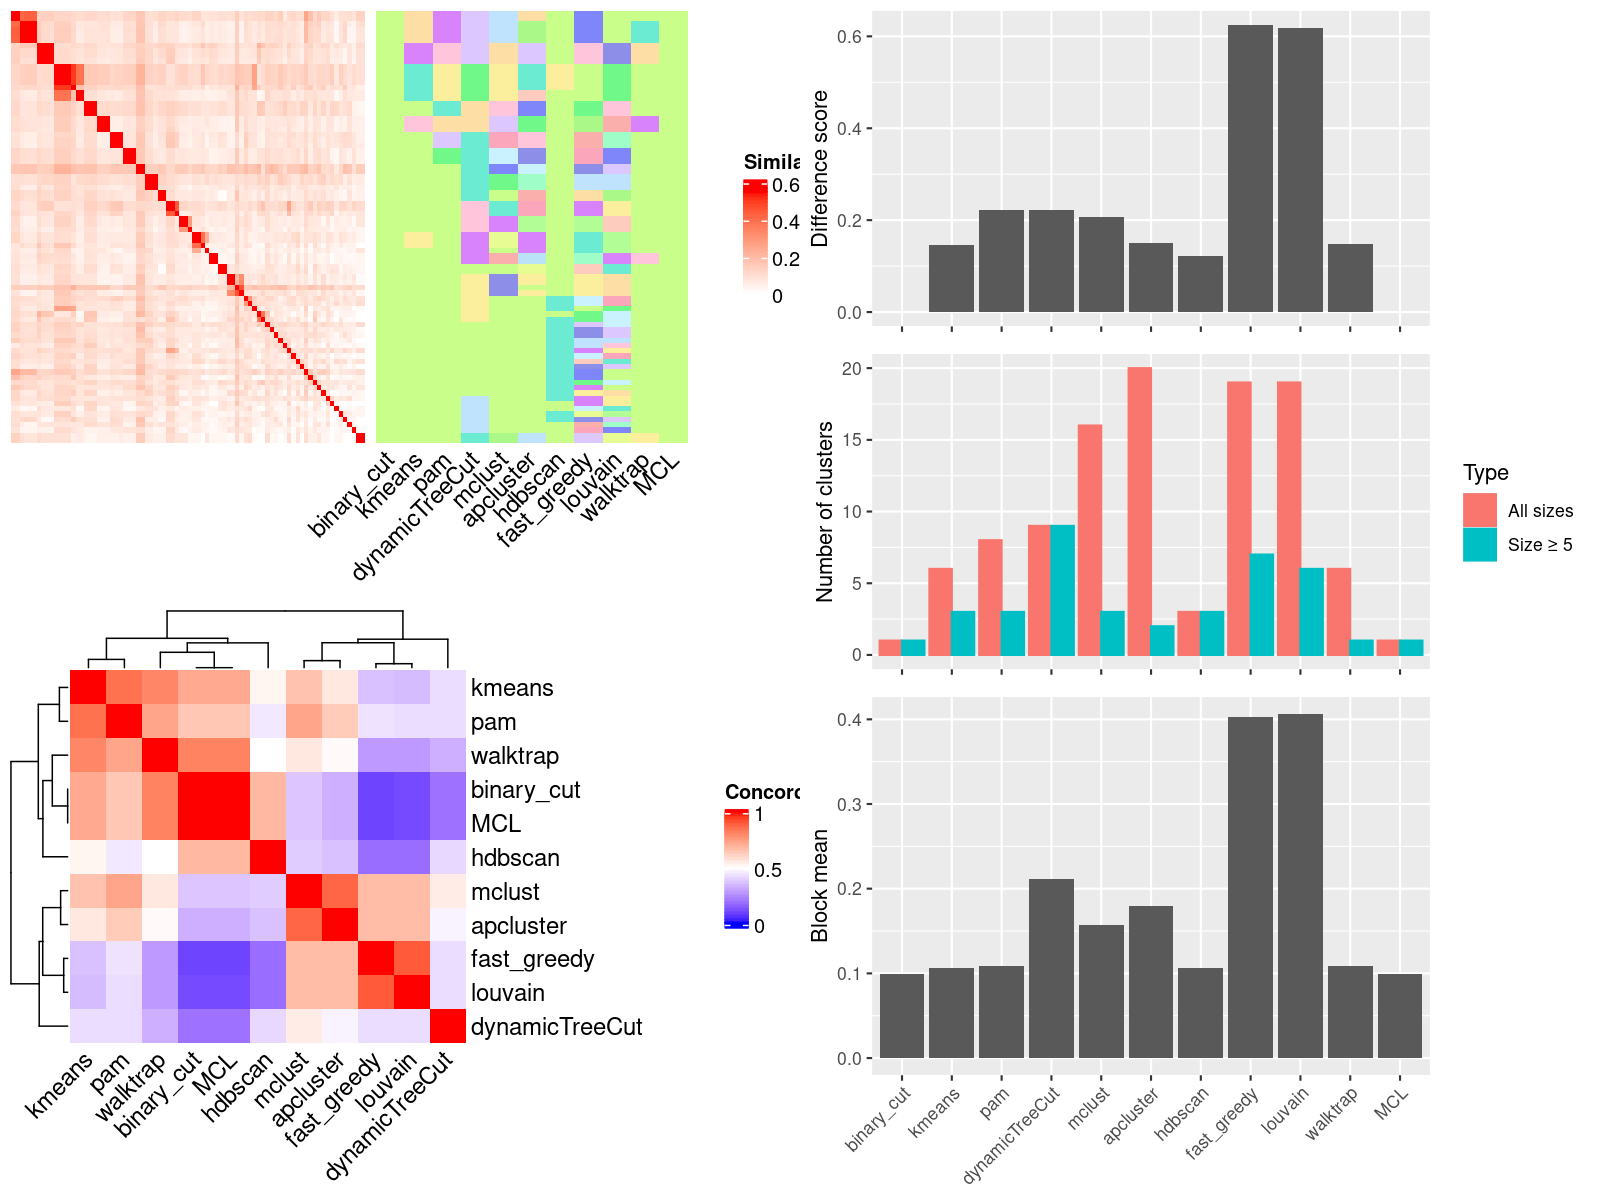 Simila
0.6
0.4
0.2
0
binary_cut
kmeans
pam
dynamicTreeCut
mclust
apcluster
hdbscan
fast_greedy
louvain
walktrap
MCL
kmeans
pam
walktrap
binary_cut
MCL
hdbscan
mclust
apcluster
fast_greedy
louvain
dynamicTreeCut
Concord
1
0.5
0
kmeans
pam
walktrap
binary_cut
MCL
hdbscan
mclust
apcluster
fast_greedy
louvain
dynamicTreeCut
Difference score
0.6
0.4
0.2
0.0
Number of clusters
20
15
10
5
0
Type
All sizes
Size ≥ 5
Block mean
0.4
0.3
0.2
0.1
0.0
binary_cut
kmeans
pam
dynamicTreeCut
mclust
apcluster
hdbscan
fast_greedy
louvain
walktrap
MCL